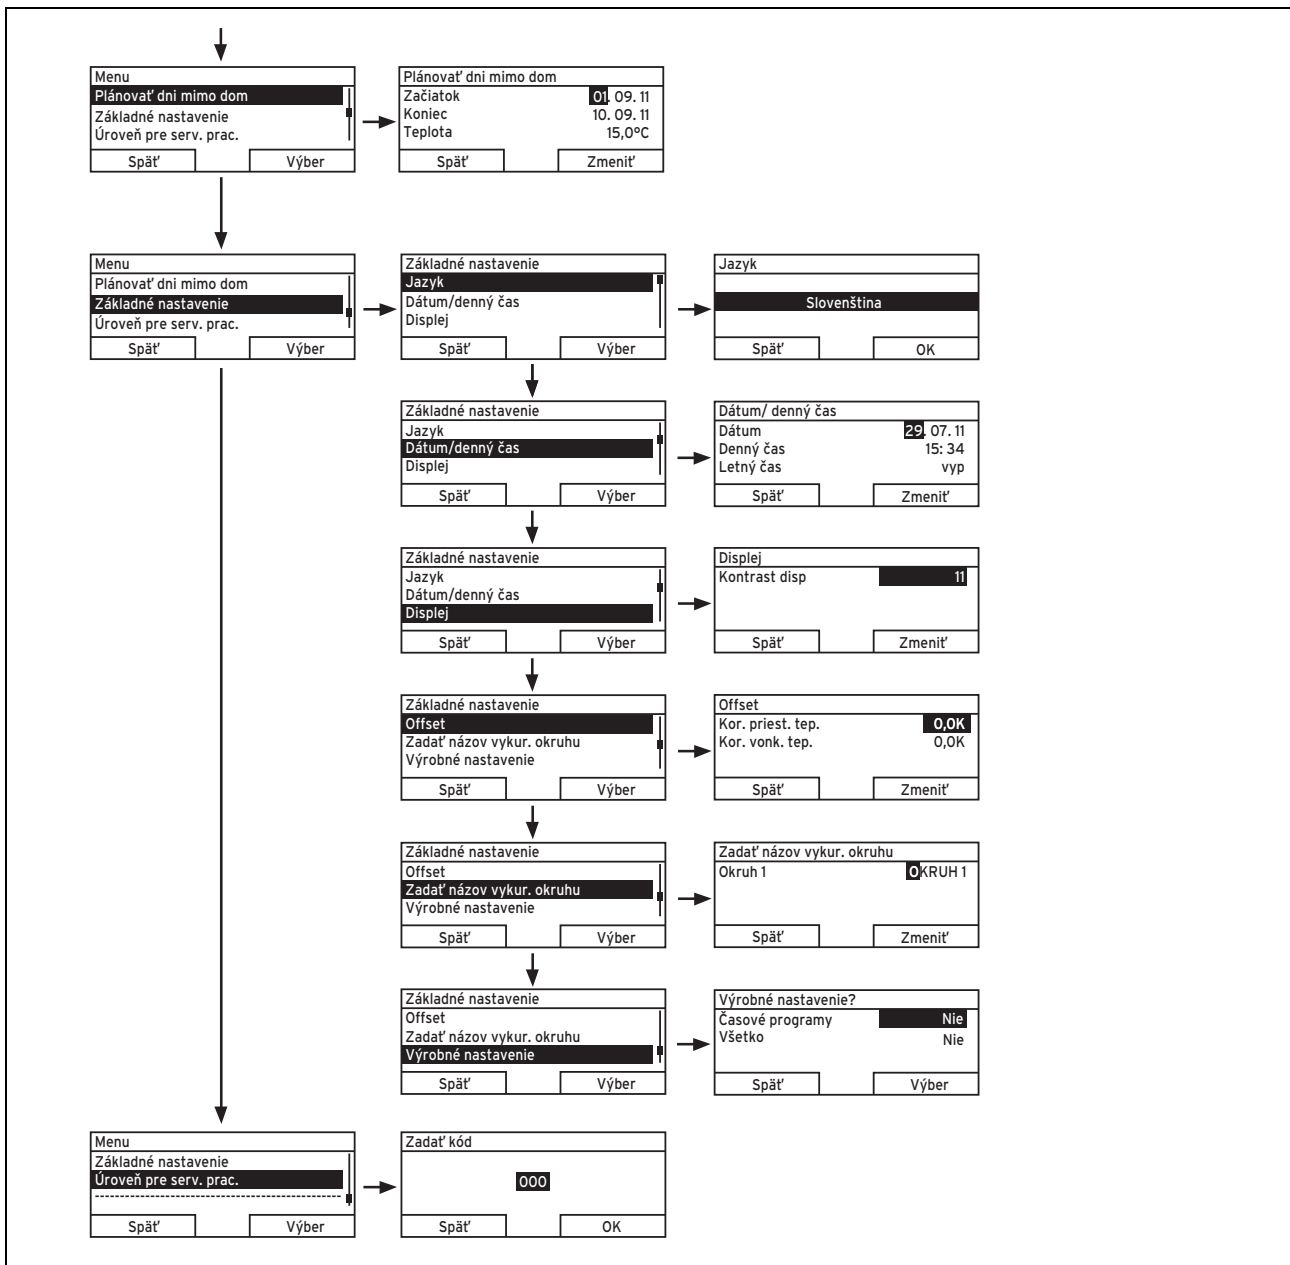 Menu
Plánovať dni mimo dom
Základné nastavenie
Úroveň pre serv. prac.
Späť Výber
Plánovať dni mimo dom
Začiatok 01. 09. 11
Koniec 10. 09. 11
Teplota 15,0°C
Späť Zmeniť
Menu
Plánovať dni mimo dom
Základné nastavenie
Úroveň pre serv. prac.
Späť Výber
Základné nastavenie
Jazyk
Dátum/denný čas
Displej
Späť Výber
Jazyk
Slovenština
Späť OK
Základné nastavenie
Jazyk
Dátum/denný čas
Displej
Späť Výber
Dátum/ denný čas
Dátum 29. 07. 11
Denný čas 15: 34
Letný čas vyp
Späť Zmeniť
Základné nastavenie
Jazyk
Dátum/denný čas
Displej
Späť Výber
Displej
Kontrast disp 11
Späť Zmeniť
Základné nastavenie
Offset
Zadať názov vykur. okruhu
Výrobné nastavenie
Späť Výber
Offset
Kor. priest. tep. 0,0K
Kor. vonk. tep. 0,0K
Späť Zmeniť
Základné nastavenie
Offset
Zadať názov vykur. okruhu
Výrobné nastavenie
Späť Výber
Zadať názov vykur. okruhu
Okruh 1 OKRUH 1
Späť Zmeniť
Základné nastavenie
Offset
Zadať názov vykur. okruhu
Výrobné nastavenie
Späť Výber
Výrobné nastavenie?
Časové programy Nie
Všetko Nie
Späť Výber
Menu
Základné nastavenie
Úroveň pre serv. prac.
Späť Výber
Zadať kód
000
Späť OK